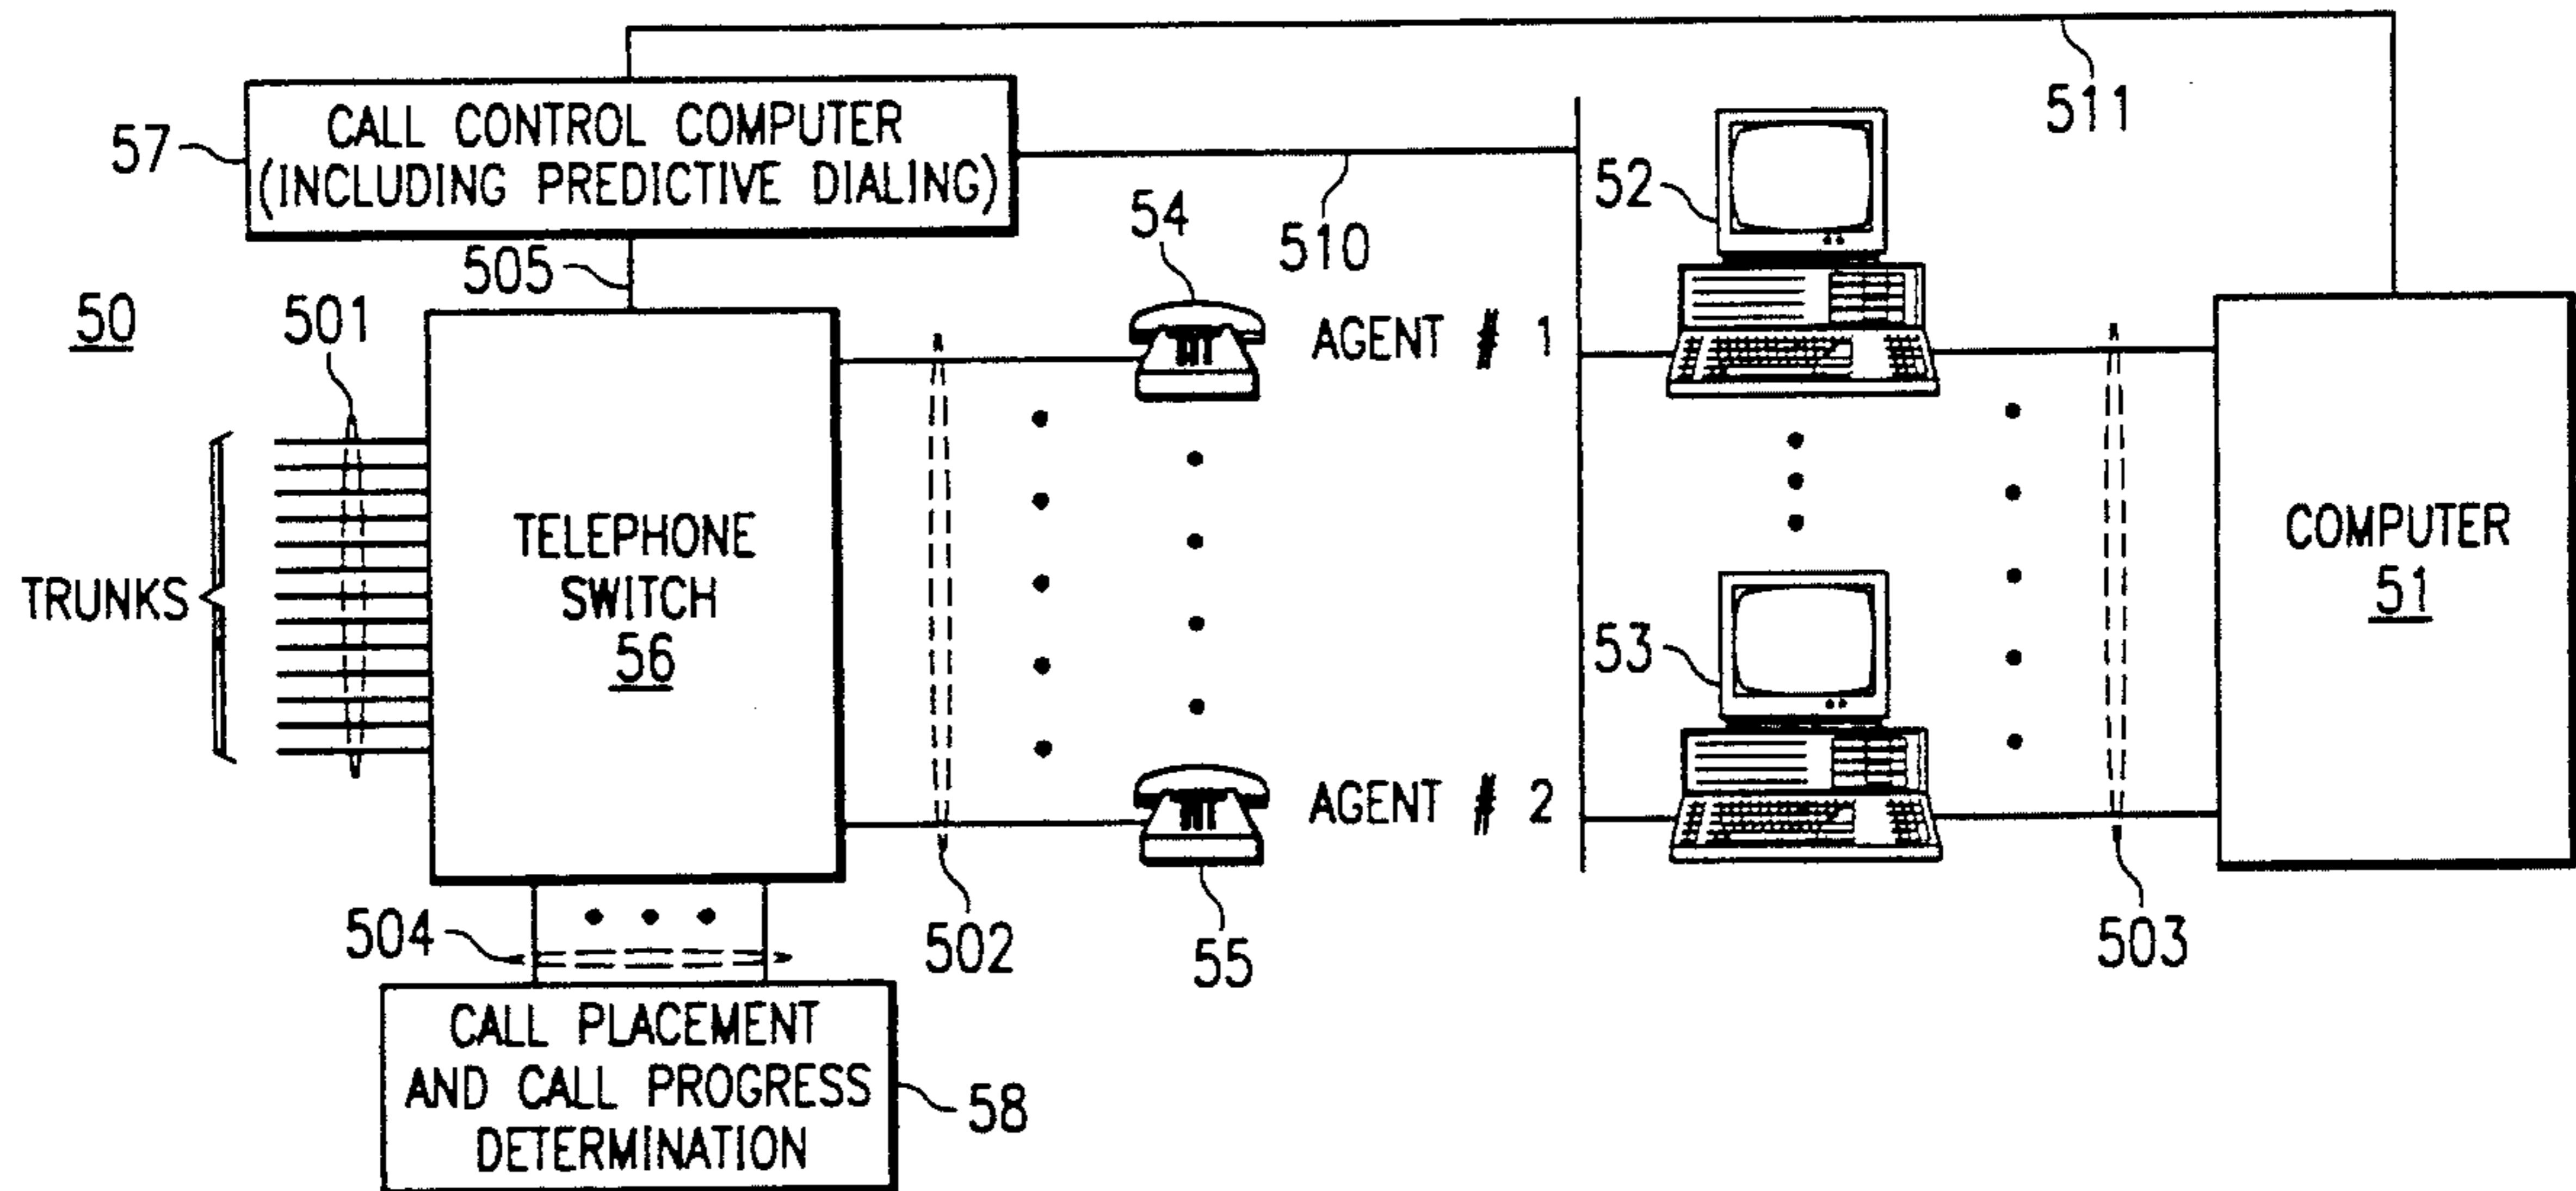 511
57
CALL CONTROL COMPUTER
(INCLUDING PREDICTIVE DIALING)
52
54
510
505
50
501
AGENT # 1
TRUNKS
TELEPHONE
SWITCH
56
COMPUTER
51
53
AGENT # 2
504
502
55
503
CALL PLACEMENT
AND CALL PROGRESS
DETERMINATION
58